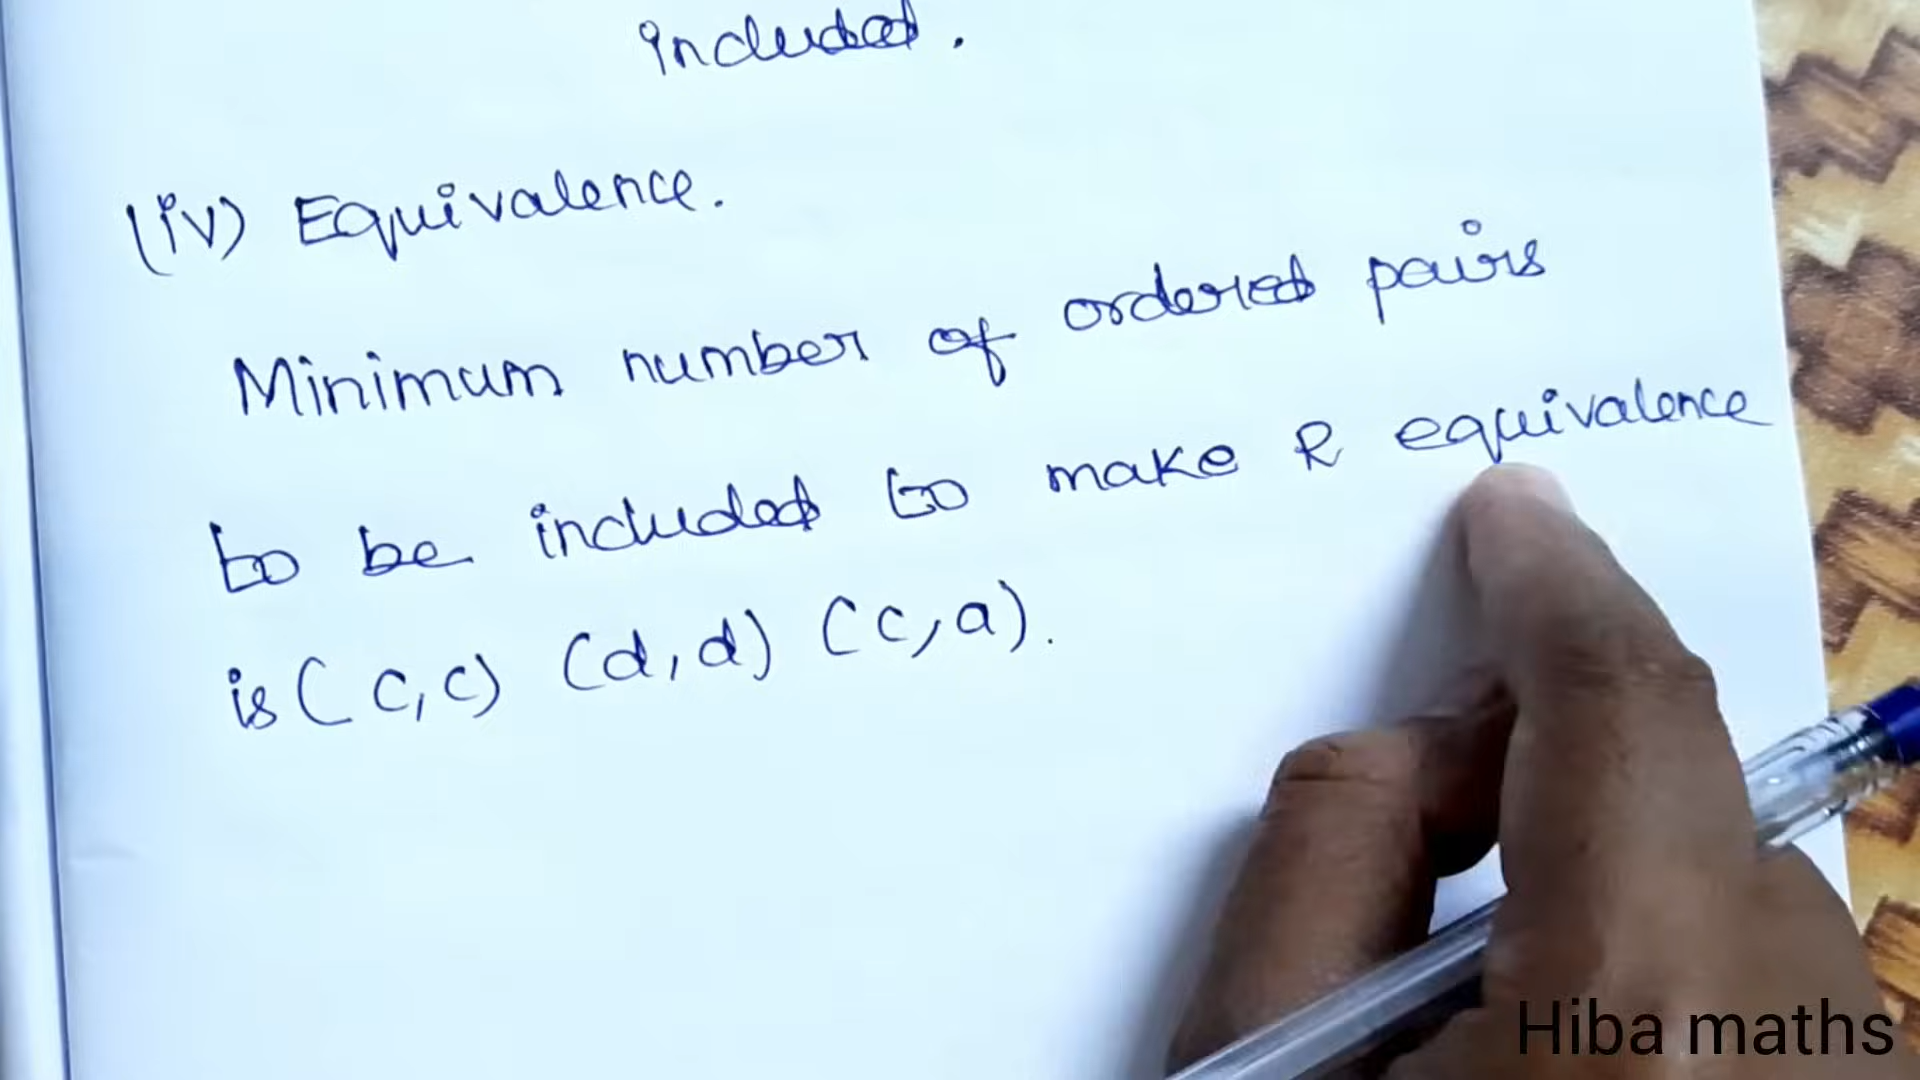 included.
(iv) Equivalence.
Minimum number of ordered pairs
to be included to make R equivalence
is (c,c) (d,d) (c,a).
Hiba maths